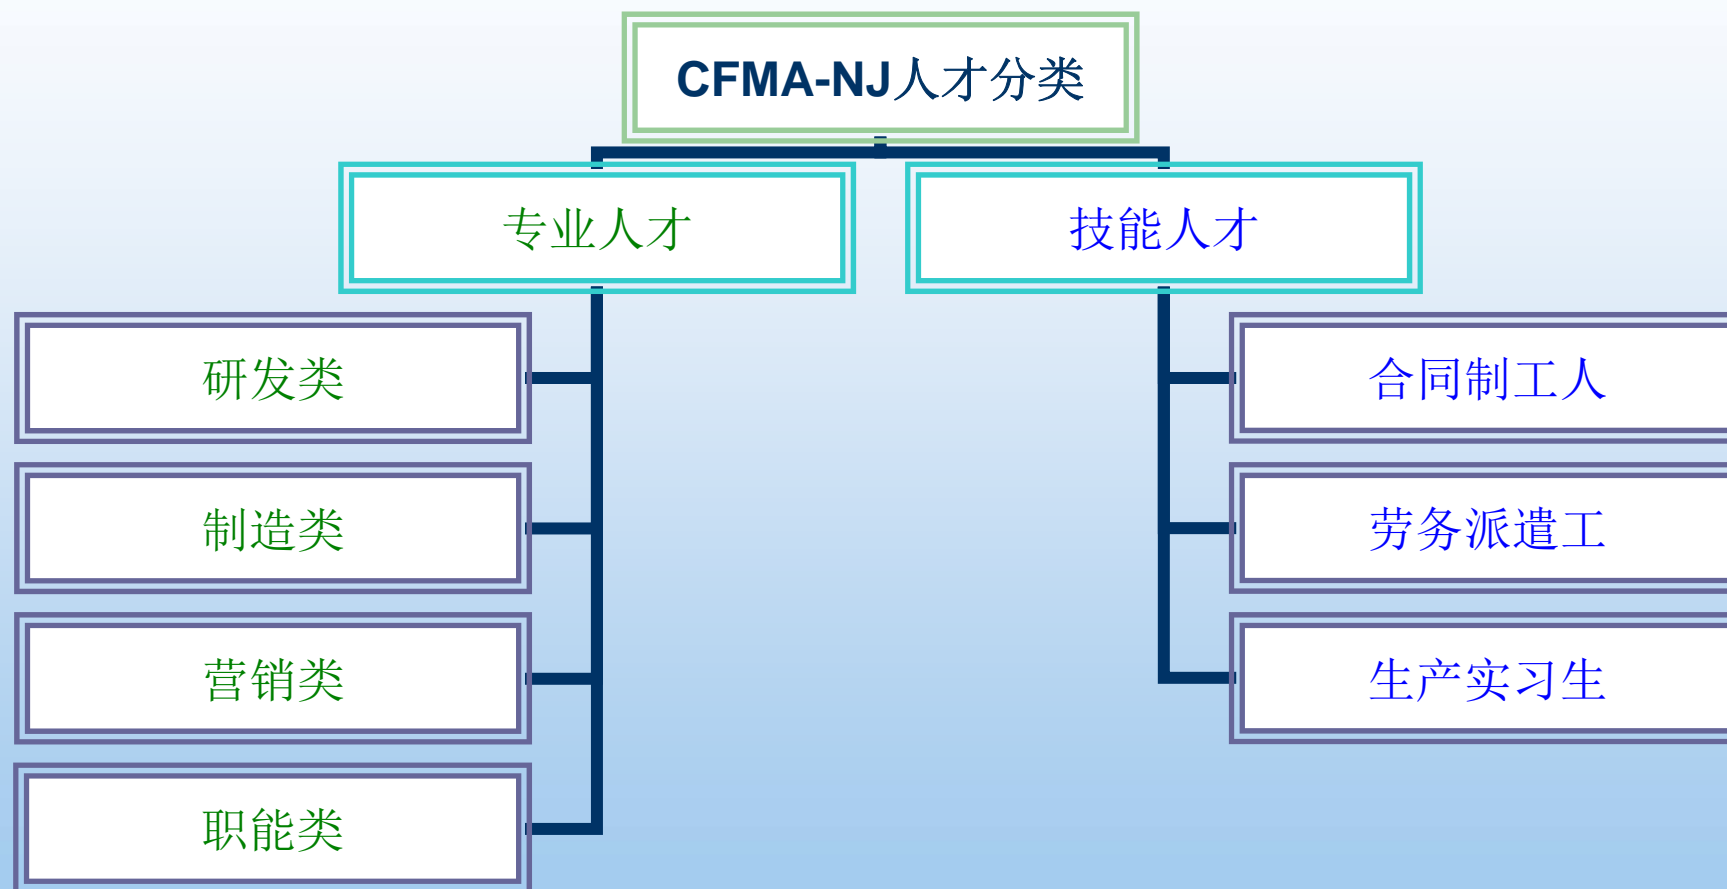 CFMA-NJ人才分类
专业人才
技能人才
研发类
合同制工人
制造类
劳务派遣工
营销类
生产实习生
职能类